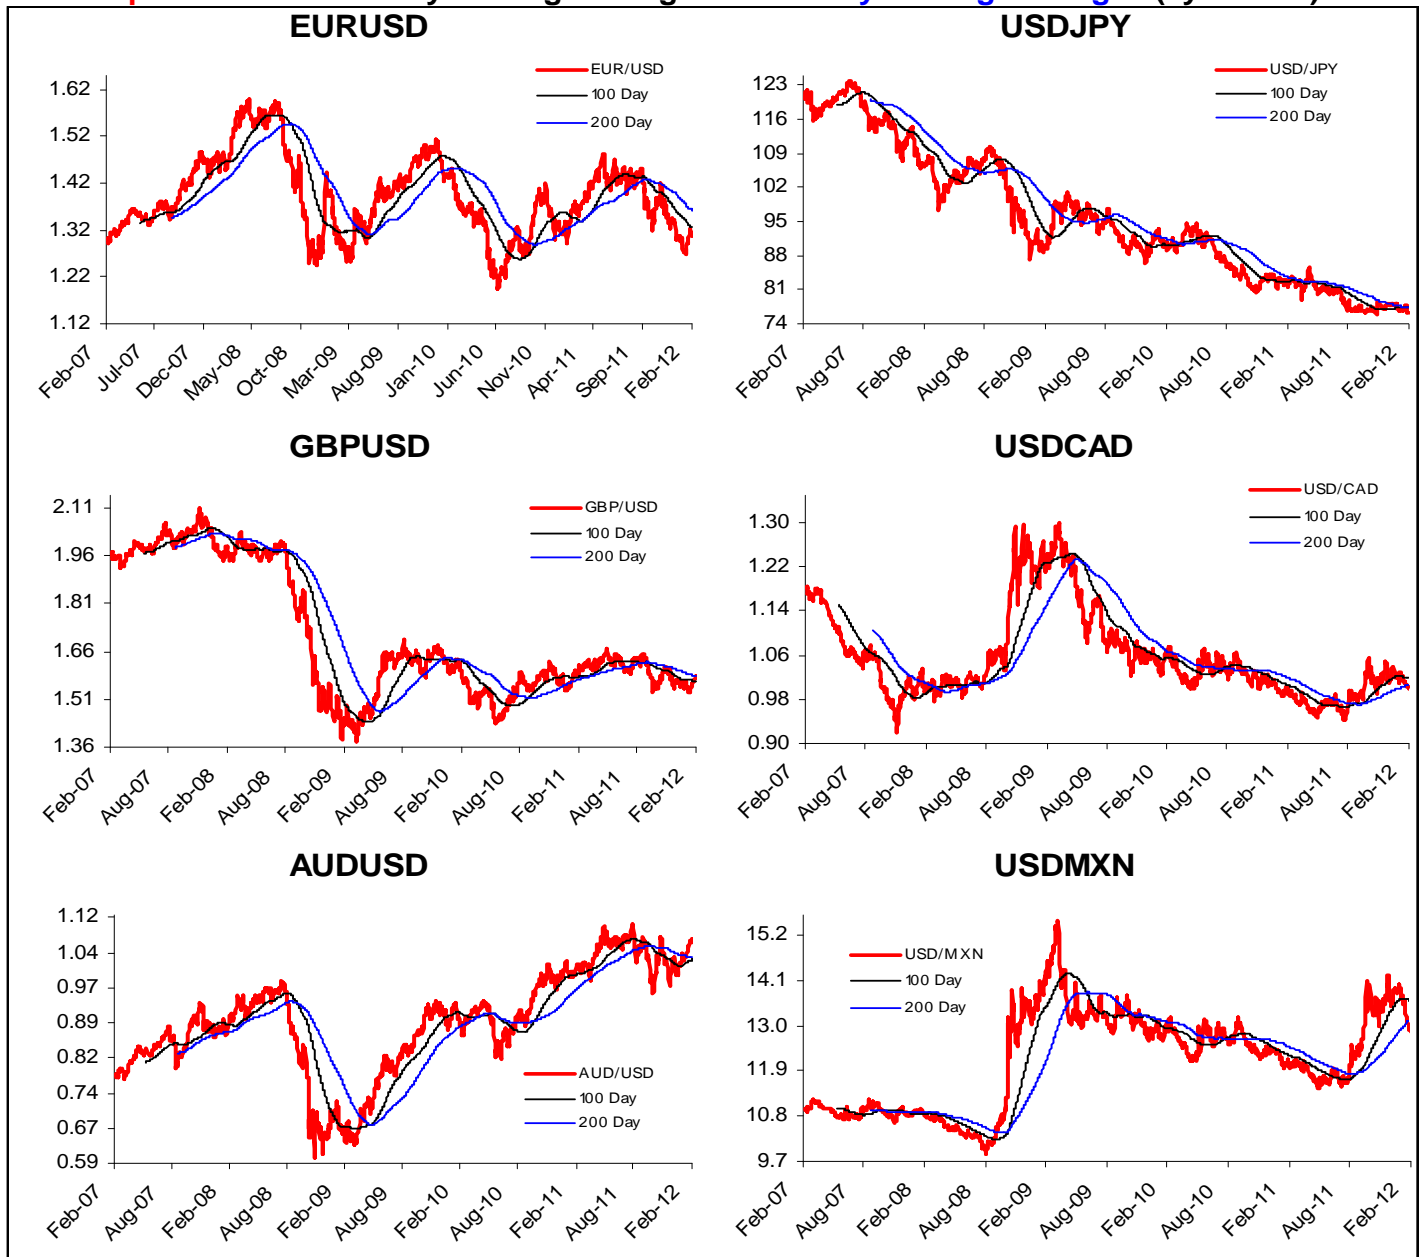 EURUSD
EUR/USD
100 Day
200 Day
1.62
1.52
1.42
1.32
1.22
1.12
Feb-07
Jul-07
Dec-07
May-08
Oct-08
Mar-09
Aug-09
Jan-10
Jun-10
Nov-10
Apr-11
Sep-11
Feb-12
USDJPY
USD/JPY
100 Day
200 Day
123
116
109
102
95
88
81
74
Feb-07
Aug-07
Feb-08
Aug-08
Feb-09
Aug-09
Feb-10
Aug-10
Feb-11
Aug-11
Feb-12
GBPUSD
GBP/USD
100 Day
200 Day
2.11
1.96
1.81
1.66
1.51
1.36
Feb-07
Aug-07
Feb-08
Aug-08
Feb-09
Aug-09
Feb-10
Aug-10
Feb-11
Aug-11
Feb-12
USDCAD
USD/CAD
100 Day
200 Day
1.30
1.22
1.14
1.06
0.98
0.90
Feb-07
Aug-07
Feb-08
Aug-08
Feb-09
Aug-09
Feb-10
Aug-10
Feb-11
Aug-11
Feb-12
AUDUSD
AUD/USD
100 Day
200 Day
1.12
1.04
0.97
0.89
0.82
0.74
0.67
0.59
Feb-07
Aug-07
Feb-08
Aug-08
Feb-09
Aug-09
Feb-10
Aug-10
Feb-11
Aug-11
Feb-12
USDMXN
USD/MXN
100 Day
200 Day
15.2
14.1
13.0
11.9
10.8
9.7
Feb-07
Aug-07
Feb-08
Aug-08
Feb-09
Aug-09
Feb-10
Aug-10
Feb-11
Aug-11
Feb-12